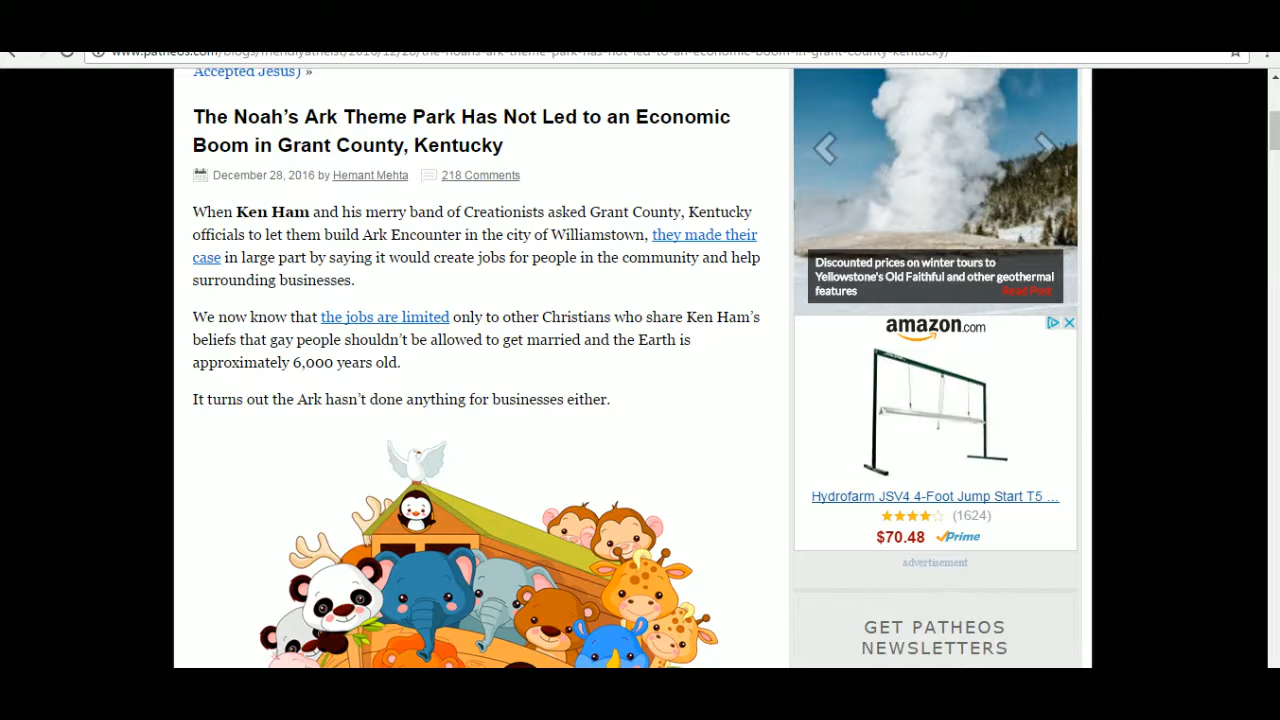 www.patheos.com/blogs/friendlyatheist/2016/12/28/the-noahs-ark-theme-park-has-not-led-to-an-economic-boom-in-grant-county-kentucky/
Accepted Jesus) »
The Noah’s Ark Theme Park Has Not Led to an Economic
Boom in Grant County, Kentucky
December 28, 2016 by Hemant Mehta 218 Comments
When Ken Ham and his merry band of Creationists asked Grant County, Kentucky
officials to let them build Ark Encounter in the city of Williamstown, they made their
case in large part by saying it would create jobs for people in the community and help
surrounding businesses.
We now know that the jobs are limited only to other Christians who share Ken Ham’s
beliefs that gay people shouldn’t be allowed to get married and the Earth is
approximately 6,000 years old.
It turns out the Ark hasn’t done anything for businesses either.
Discounted prices on winter tours to
Yellowstone's Old Faithful and other geothermal
features Read Post
amazon.com
Hydrofarm JSV4 4-Foot Jump Start T5 ...
(1624)
$70.48 Prime
advertisement
GET PATHEOS
NEWSLETTERS